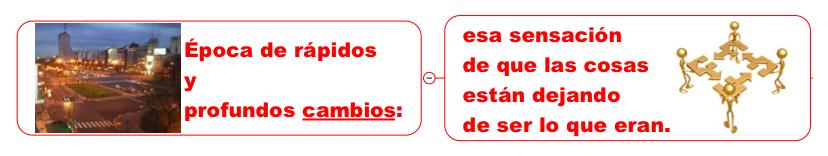 Época de rápidos
y
profundos cambios:
esa sensación
de que las cosas
están dejando
de ser lo que eran.